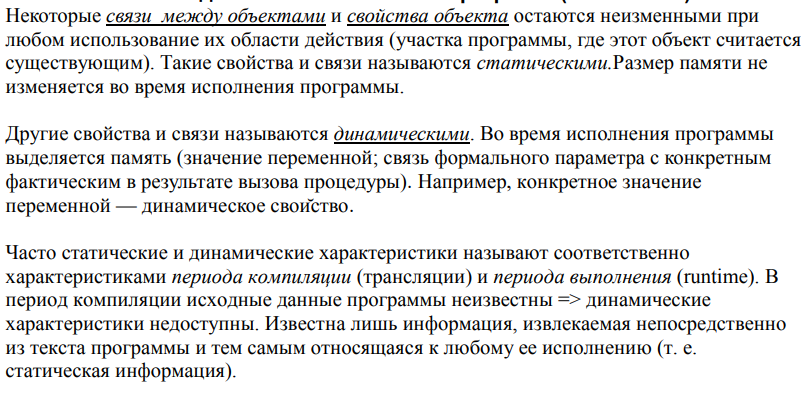 Некоторые связи между объектами и свойства объекта остаются неизменными при
любом использование их области действия (участка программы, где этот объект считается
существующим). Такие свойства и связи называются статическими.Размер памяти не
изменяется во время исполнения программы.
Другие свойства и связи называются динамическими. Во время исполнения программы
выделяется память (значение переменной; связь формального параметра с конкретным
фактическим в результате вызова процедуры). Например, конкретное значение
переменной — динамическое свойство.
Часто статические и динамические характеристики называют соответственно
характеристиками периода компиляции (трансляции) и периода выполнения (runtime). В
период компиляции исходные данные программы неизвестны => динамические
характеристики недоступны. Известна лишь информация, извлекаемая непосредственно
из текста программы и тем самым относящаяся к любому ее исполнению (т. е.
статическая информация).